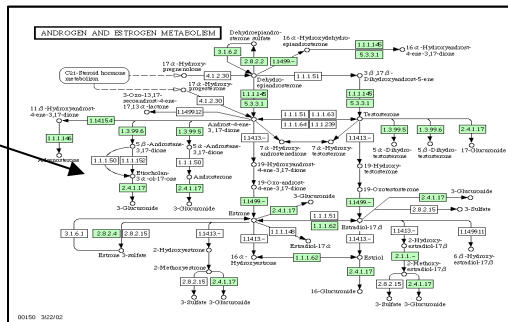 ANDROGEN AND ESTROGEN METABOLISM
Dehydroepiandro-
sterone sulfate
3.1.6.2
2.8.2.2
1.14.99.-
16α-Hydroxydehydro-
epiandrosterone
1.1.1.145
5.3.3.1
16α-Hydroxyandrost-
4-ene-3,17-dione
C21-Steroid hormone
metabolism
17α-Hydroxy-
pregnenolone
4.1.2.30
Dehydro-
epiandrosterone
1.1.1.51
3β,17β-
Dihydroxyandrost-5-ene
17α-Hydroxy-
progesterone
4.1.2.30
1.1.1.145
5.3.3.1
1.1.1.145
5.3.3.1
3-Oxo-13,17-
secoandrost-4-ene-
17,13α-lactone
1.14.99.12
11β-Hydroxyandrost-
4-ene-3,17-dione
1.14.15.4
Androst-4-ene-
3,17-dione
1.1.1.51
1.1.1.63
1.1.1.64
1.1.1.239
Testosterone
1.1.1.146
1.3.99.6
1.3.99.5
1.14.13.-
1.14.13.-
1.3.99.5
1.3.99.6
2.4.1.17
Adrenosterone
5β-Androstane-
3,17-dione
5α-Androstane-
3,17-dione
7α-Hydroxy-
androstenedione
7α-Hydroxy-
testosterone
5α-Dihydro-
testosterone
5β-Dihydro-
testosterone
17-Glucuronide
1.1.1.50
1.1.1.152
1.1.1.50
1.14.13.-
1.14.13.-
Etiocholan-
3α-ol-17-one
Androsterone
19-Hydroxyandrost-
4-ene-3,17-dione
19-Hydroxy-
testosterone
2.4.1.17
2.4.1.17
3-Glucuronide
3-Glucuronide
19-Oxo-androst-
4-ene-3,17-dione
19-Oxotestosterone
3-Glucuronide
2.4.1.17
3-Glucuronide
1.14.99.-
2.4.1.17
1.14.99.-
2.8.2.15
3-Sulfate
Estrone
1.1.1.51
1.1.1.62
Estradiol-17β
3.1.6.1
2.8.2.4
2.8.2.15
1.14.13.-
1.14.13.-
1.1.1.148
Estradiol-17α
1.14.13.-
1.14.13.-
1.14.99.11
Estrone 3-sulfate
2-Hydroxyestrone
16α-
Hydroxyestrone
1.1.1.62
Estriol
2-Hydroxy-
estradiol-17β
2.1.1.-
6β-Hydroxy-
estradiol-17β
2-Methoxyestrone
2-Methoxy-
estradiol-17β
2.8.2.15
2.4.1.17
2.4.1.17
2.8.2.15
2.4.1.17
3-Sulfate
3-Glucuronide
16-Glucuronide
3-Sulfate
3-Glucuronide
00150 3/22/02